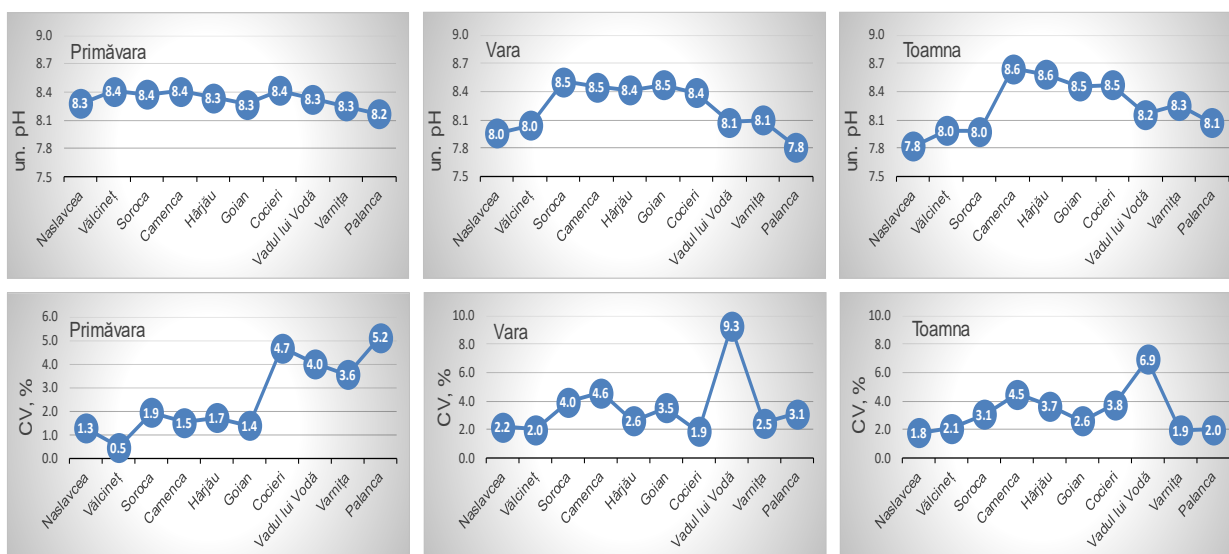 Primăvara
un. pH
9.0
8.7
8.4
8.1
7.8
7.5
8.3
8.4
8.4
8.4
8.3
8.3
8.4
8.3
8.3
8.2
Naslavcea
Vălcineț
Soroca
Camenca
Hârjău
Goian
Cocieri
Vadul lui Vodă
Varnița
Palanca
Vara
9.0
8.7
8.4
8.1
7.8
7.5
8.0
8.0
8.5
8.5
8.4
8.5
8.4
8.1
8.1
7.8
Naslavcea
Vălcineț
Soroca
Camenca
Hârjău
Goian
Cocieri
Vadul lui Vodă
Varnița
Palanca
Toamna
un. pH
9.0
8.7
8.4
8.1
7.8
7.5
7.8
8.0
8.0
8.6
8.6
8.5
8.5
8.2
8.3
8.1
Naslavcea
Vălcineț
Soroca
Camenca
Hârjău
Goian
Cocieri
Vadul lui Vodă
Varnița
Palanca
Primăvara
CV, %
6.0
5.0
4.0
3.0
2.0
1.0
0.0
1.3
0.5
1.9
1.5
1.7
1.4
4.7
4.0
3.6
5.2
Naslavcea
Vălcineț
Soroca
Camenca
Hârjău
Goian
Cocieri
Vadul lui Vodă
Varnița
Palanca
Vara
CV, %
10.0
8.0
6.0
4.0
2.0
0.0
2.2
2.0
4.0
4.6
2.6
3.5
1.9
9.3
2.5
3.1
Naslavcea
Vălcineț
Soroca
Camenca
Hârjău
Goian
Cocieri
Vadul lui Vodă
Varnița
Palanca
Toamna
CV, %
10.0
8.0
6.0
4.0
2.0
0.0
1.8
2.1
3.1
4.5
3.7
2.6
3.8
6.9
1.9
2.0
Naslavcea
Vălcineț
Soroca
Camenca
Hârjău
Goian
Cocieri
Vadul lui Vodă
Varnița
Palanca